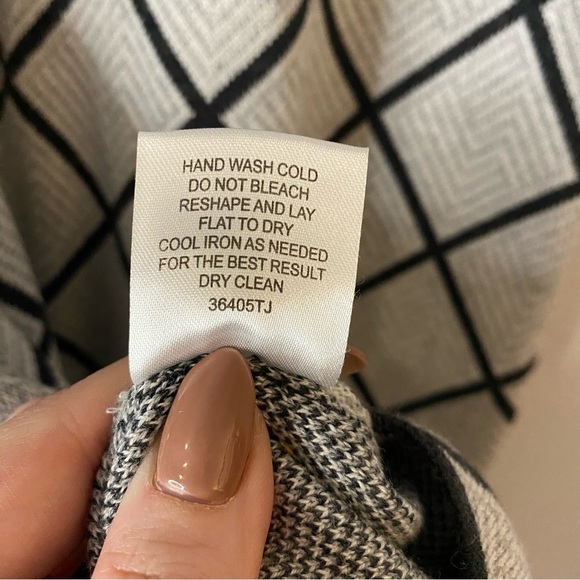 HAND WASH COLD
DO NOT BLEACH
RESHAPE AND LAY
FLAT TO DRY
COOL IRON AS NEEDED
FOR THE BEST RESULT
DRY CLEAN
36405TJ